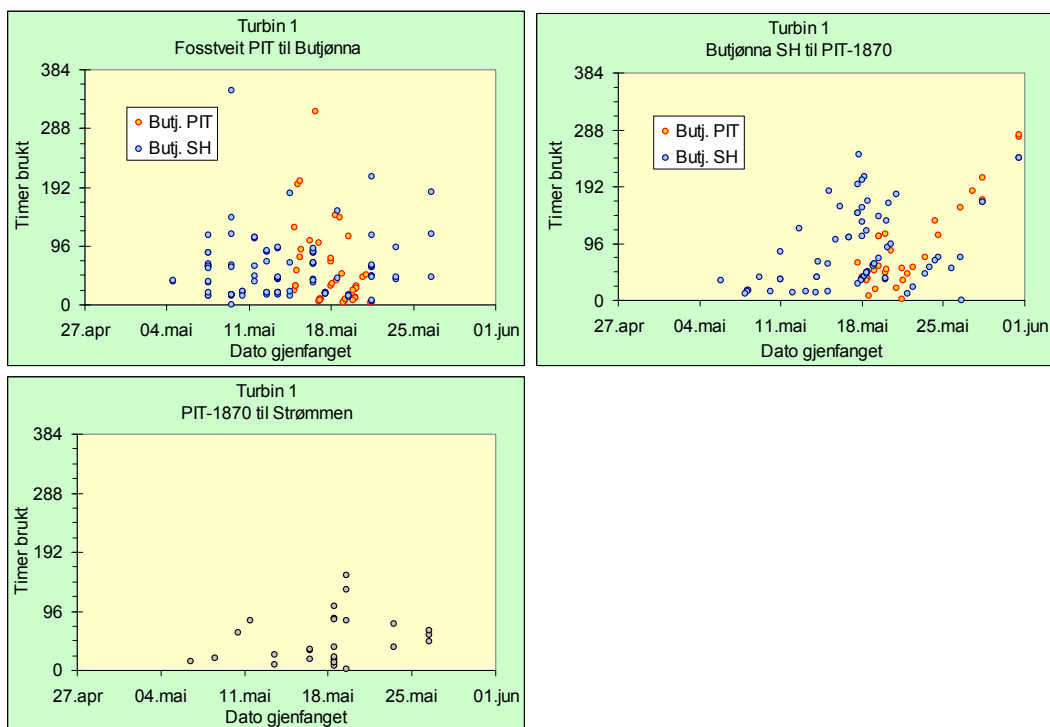 Turbin 1
Fosstveit PIT til Butjønna
384
288
192
96
0
Timer brukt
Butj. PIT
Butj. SH
27.apr 04.mai 11.mai 18.mai 25.mai 01.jun
Dato gjenfanget
Turbin 1
Butjønna SH til PIT-1870
384
288
192
96
0
Timer brukt
Butj. PIT
Butj. SH
27.apr 04.mai 11.mai 18.mai 25.mai 01.jun
Dato gjenfanget
Turbin 1
PIT-1870 til Strømmen
384
288
192
96
0
Timer brukt
27.apr 04.mai 11.mai 18.mai 25.mai 01.jun
Dato gjenfanget